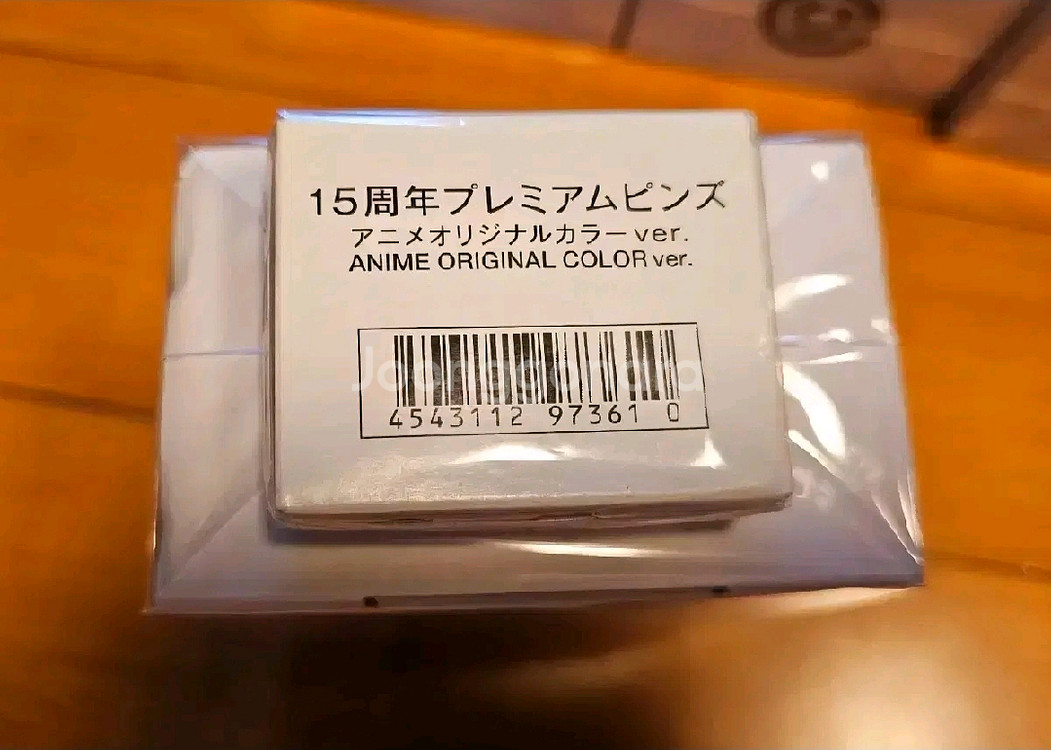 15周年プレミアムピンズ
アニメオリジナルカラーver.
ANIME ORIGINAL COLOR ver.
Joonggonara
4543112 97361 0